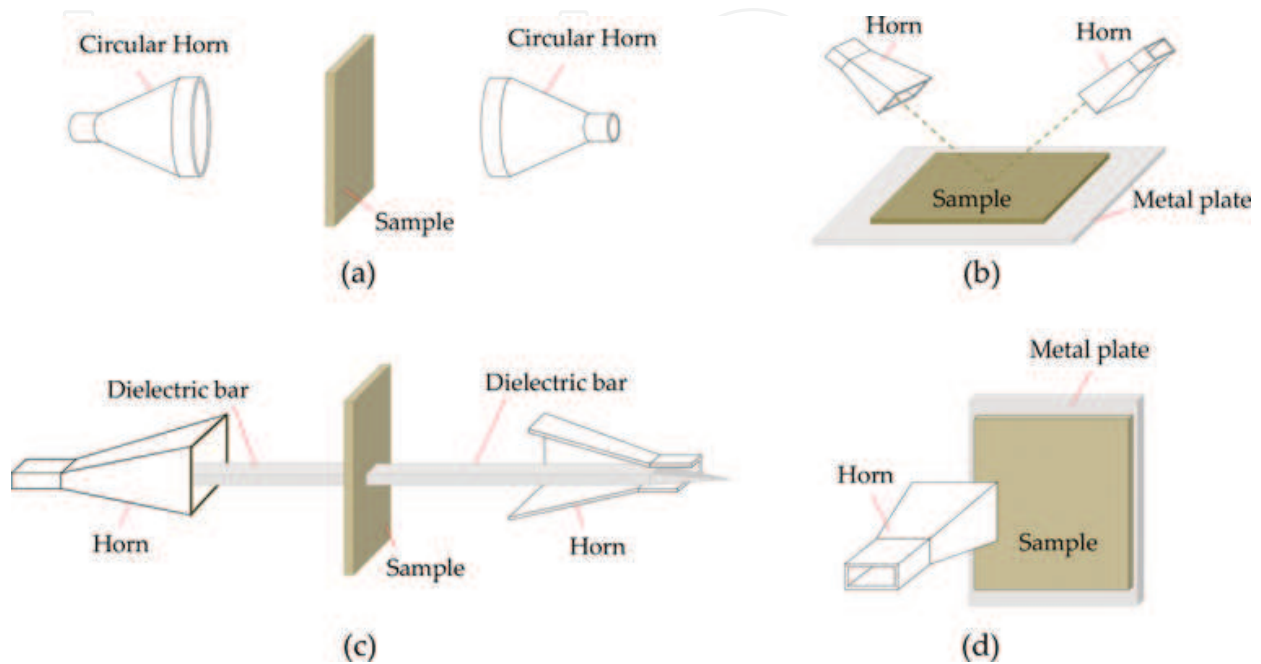 Circular Horn
Circular Horn
Sample
(a)
Horn
Horn
Sample
Metal plate
(b)
Dielectric bar
Dielectric bar
Horn
Sample
Horn
(c)
Metal plate
Horn
Sample
(d)